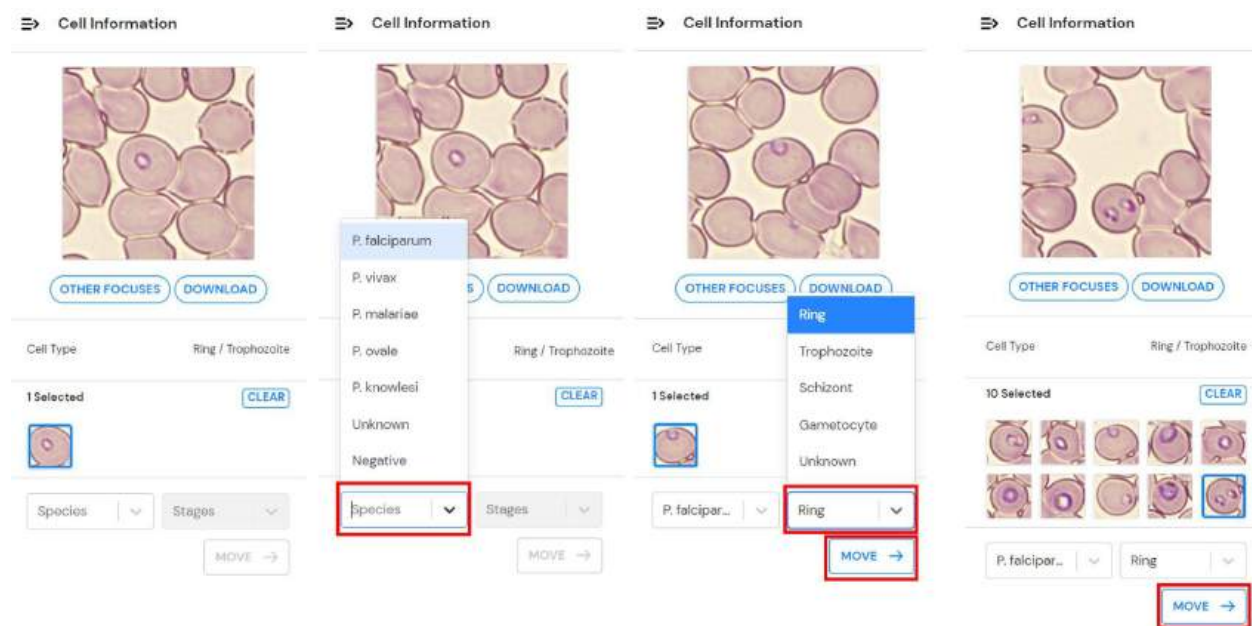 Cell Information
OTHER FOCUSES
DOWNLOAD
Cell Type
Ring / Trophozoite
1 Selected
CLEAR
Species
Stages
MOVE →
Cell Information
P. falciparum
P. vivax
P. malariae
P. ovale
P. knowlesi
Unknown
Negative
S
DOWNLOAD
Ring / Trophozoite
CLEAR
Species
Stages
MOVE →
Cell Information
OTHER FOCUSES
DOWNLOAD
Ring
Trophozoite
Schizont
Gametocyte
Unknown
Cell Type
1 Selected
P. falcipar...
Ring
MOVE →
Cell Information
OTHER FOCUSES
DOWNLOAD
Cell Type
Ring / Trophozoite
10 Selected
CLEAR
P. falcipar...
Ring
MOVE →